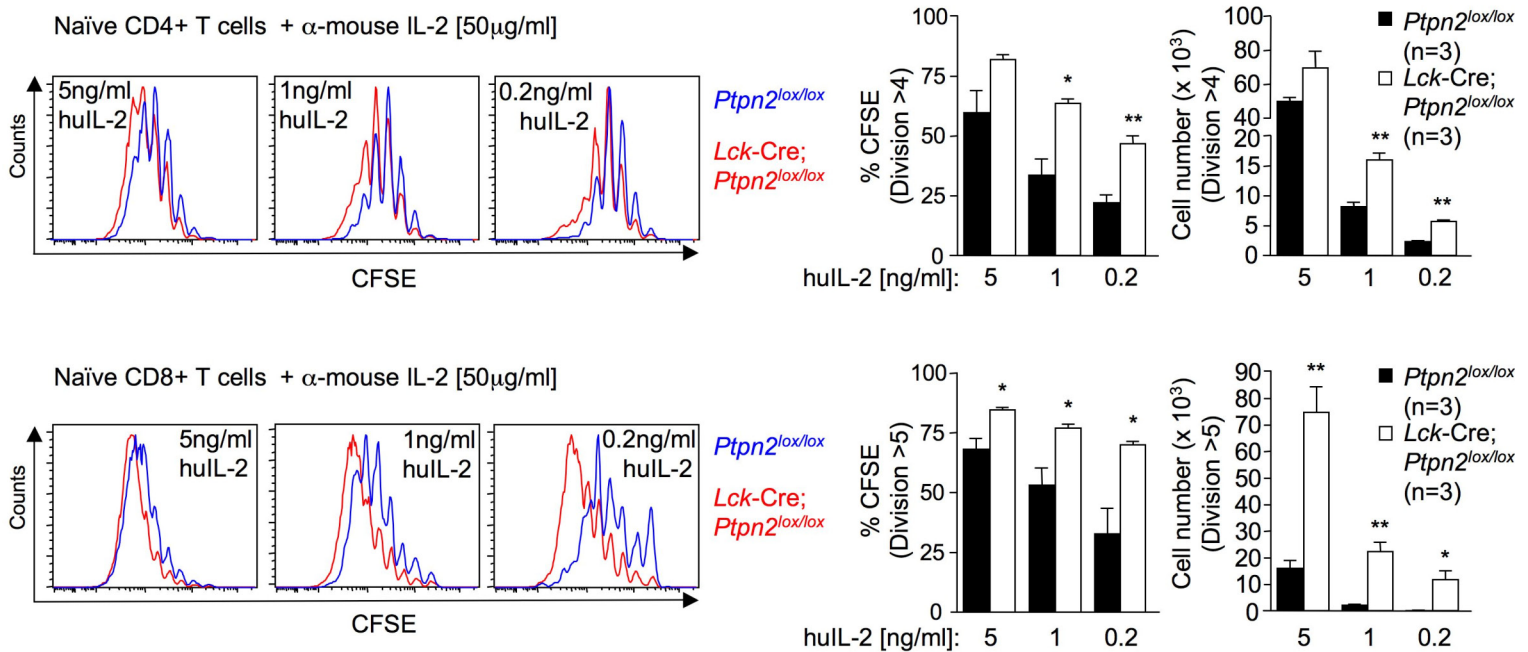 Naïve CD4+ T cells + α-mouse IL-2 [50μg/ml]
Counts
5ng/ml
huIL-2
1ng/ml
huIL-2
0.2ng/ml
huIL-2
CFSE
Ptpn2lox/lox
Lck-Cre;
Ptpn2lox/lox
% CFSE
(Division >4)
100
75
50
25
0
*
**
huIL-2 [ng/ml]: 5 1 0.2
Cell number (x 10³)
(Division >4)
100
80
60
40
20
15
10
5
0
**
**
5 1 0.2
Ptpn2lox/lox
(n=3)
Lck-Cre;
Ptpn2lox/lox
(n=3)
Naïve CD8+ T cells + α-mouse IL-2 [50μg/ml]
Counts
5ng/ml
huIL-2
1ng/ml
huIL-2
0.2ng/ml
huIL-2
CFSE
Ptpn2lox/lox
Lck-Cre;
Ptpn2lox/lox
% CFSE
(Division >5)
100
75
50
75
0
*
*
*
huIL-2 [ng/ml]: 5 1 0.2
Cell number (x 10³)
(Division >5)
90
80
70
60
50
40
30
20
10
0
**
**
*
5 1 0.2
Ptpn2lox/lox
(n=3)
Lck-Cre;
Ptpn2lox/lox
(n=3)